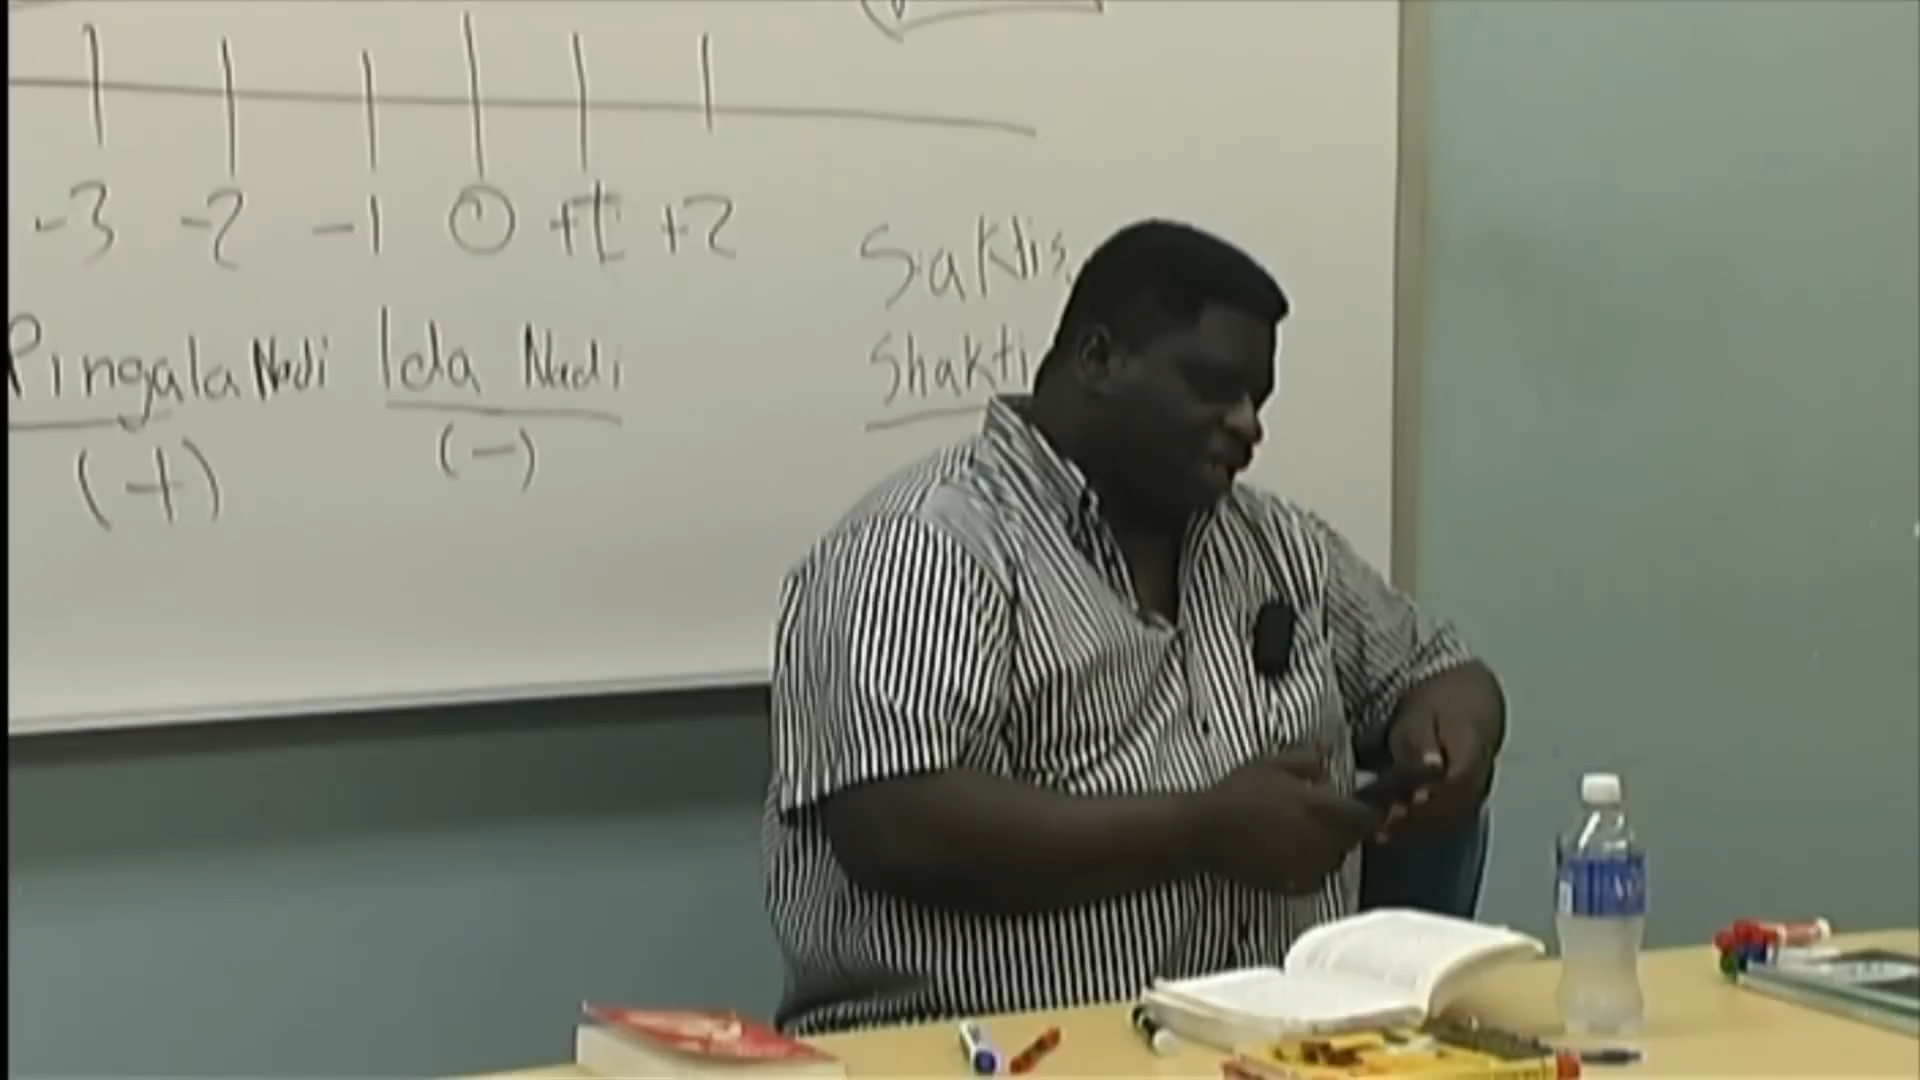 -3 -2 -1 0 +1 +2
Saktis
Pingala Nadi Ida Nadi
Shakti
(+) (-)